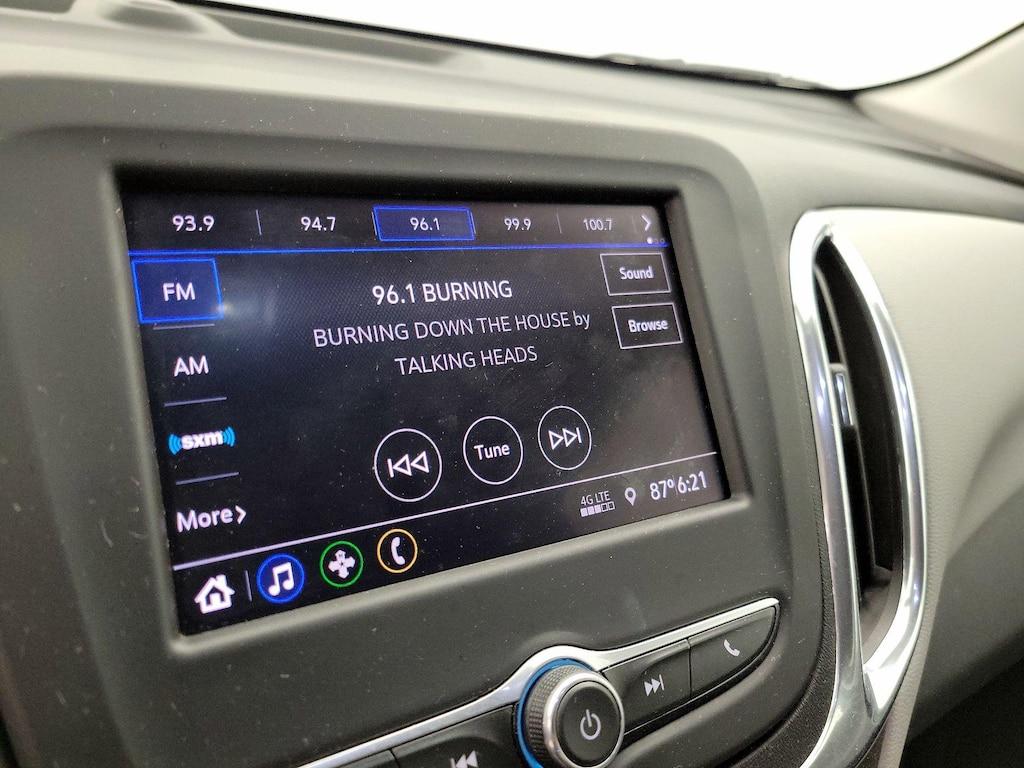 93.9 94.7 96.1 99.9 100.7
FM
AM
sxm
More
96.1 BURNING
BURNING DOWN THE HOUSE by
TALKING HEADS
Sound
Browse
Tune
4G LTE
87° 6:21